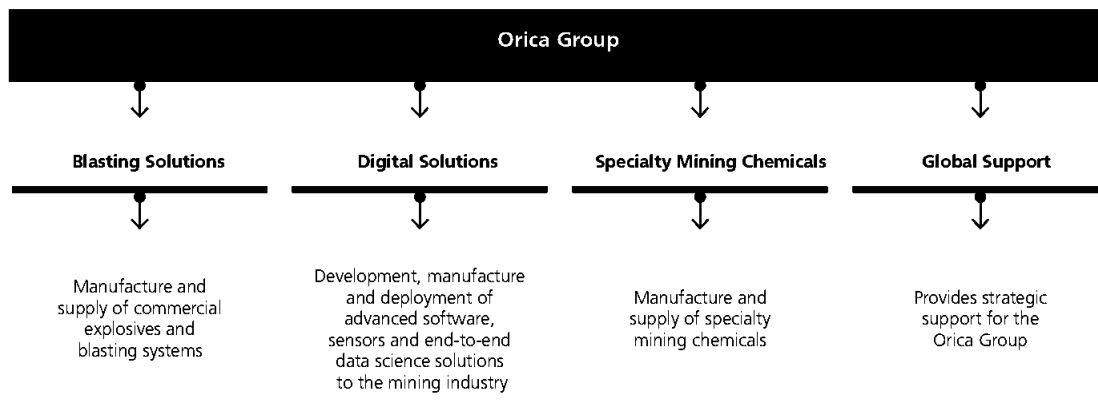 Orica Group
Blasting Solutions
Manufacture and
supply of commercial
explosives and
blasting systems
Digital Solutions
Development, manufacture
and deployment of
advanced software,
sensors and end-to-end
data science solutions
to the mining industry
Specialty Mining Chemicals
Manufacture and
supply of specialty
mining chemicals
Global Support
Provides strategic
support for the
Orica Group